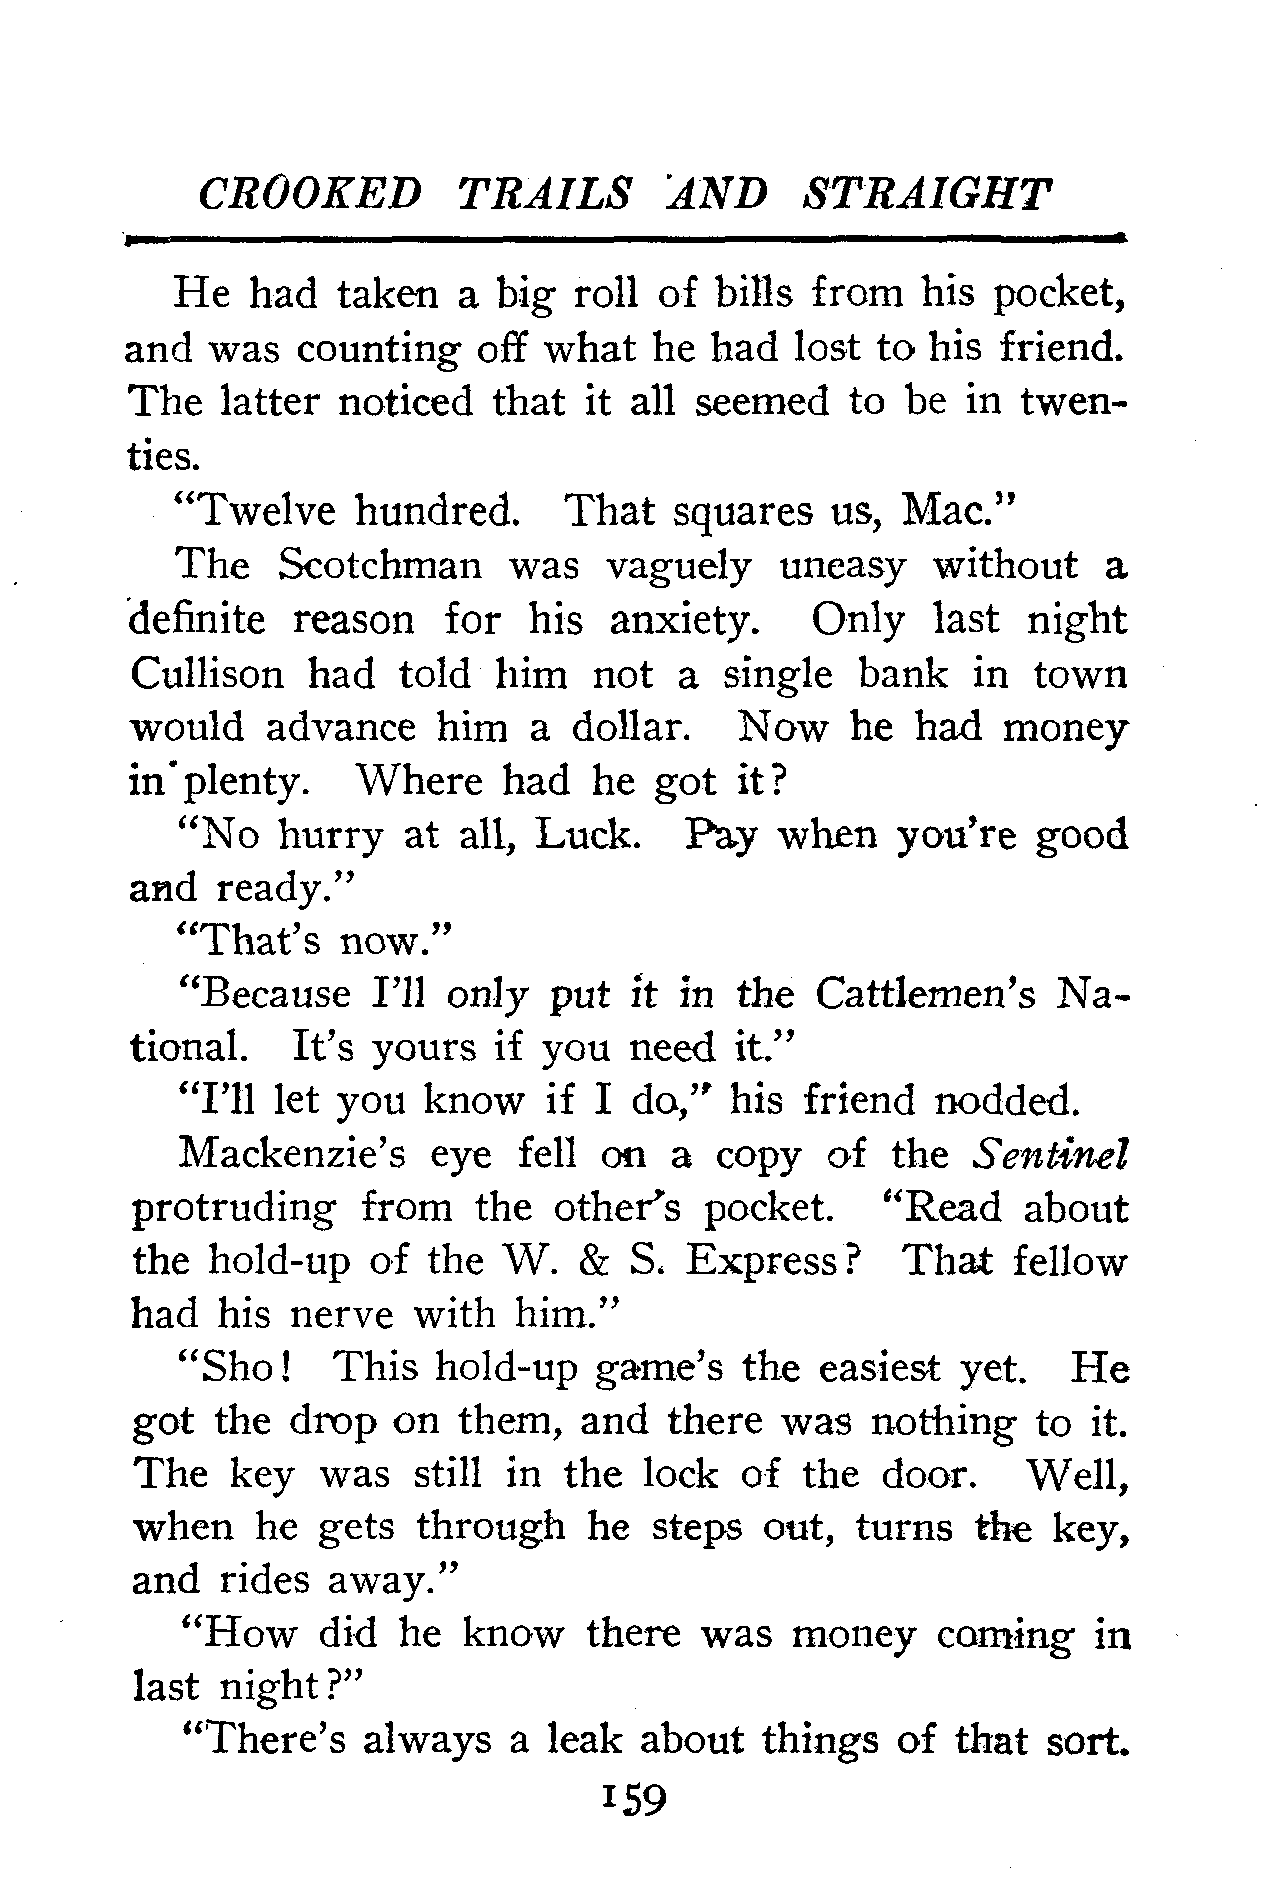 CROOKED TRAILS AND STRAIGHT
He had taken a big roll of bills from his pocket,
and was counting off what he had lost to his friend.
The latter noticed that it all seemed to be in twen-
ties.
“Twelve hundred. That squares us, Mac.”
The Scotchman was vaguely uneasy without a
definite reason for his anxiety. Only last night
Cullison had told him not a single bank in town
would advance him a dollar. Now he had money
in plenty. Where had he got it?
“No hurry at all, Luck. Pay when you’re good
and ready.”
“That’s now.”
“Because I’ll only put it in the Cattlemen’s Na-
tional. It’s yours if you need it.”
“I’ll let you know if I do,” his friend nodded.
Mackenzie’s eye fell on a copy of the Sentinel
protruding from the other’s pocket. “Read about
the hold-up of the W. & S. Express? That fellow
had his nerve with him.”
“Sho! This hold-up game’s the easiest yet. He
got the drop on them, and there was nothing to it.
The key was still in the lock of the door. Well,
when he gets through he steps out, turns the key,
and rides away.”
“How did he know there was money coming in
last night?”
“There’s always a leak about things of that sort.
159